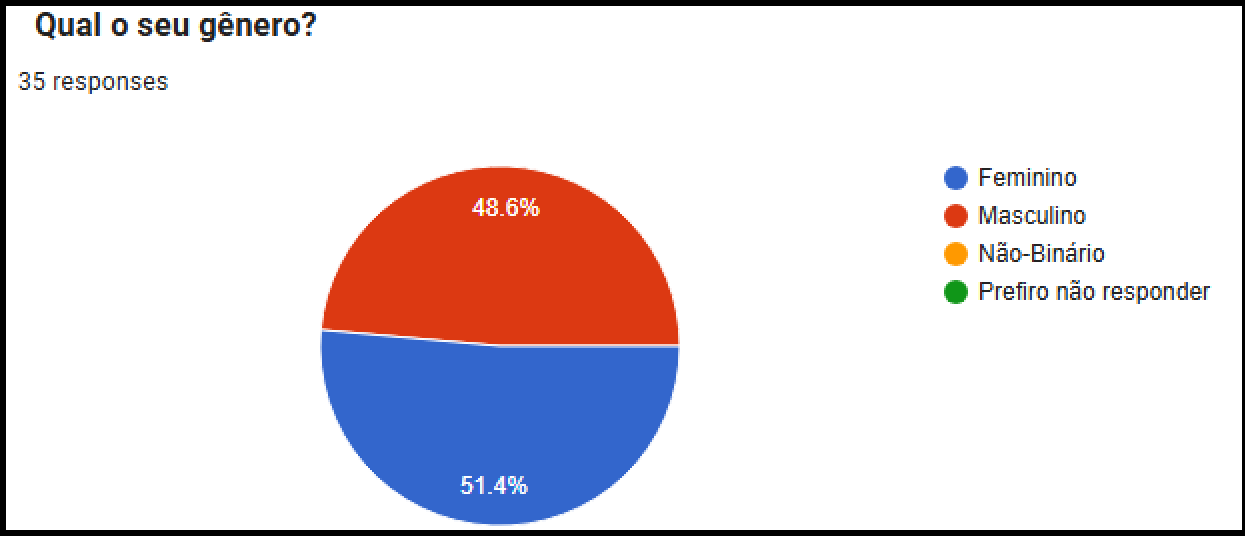 Qual o seu gênero?
35 responses
48.6%
51.4%
Feminino
Masculino
Não-Binário
Prefiro não responder